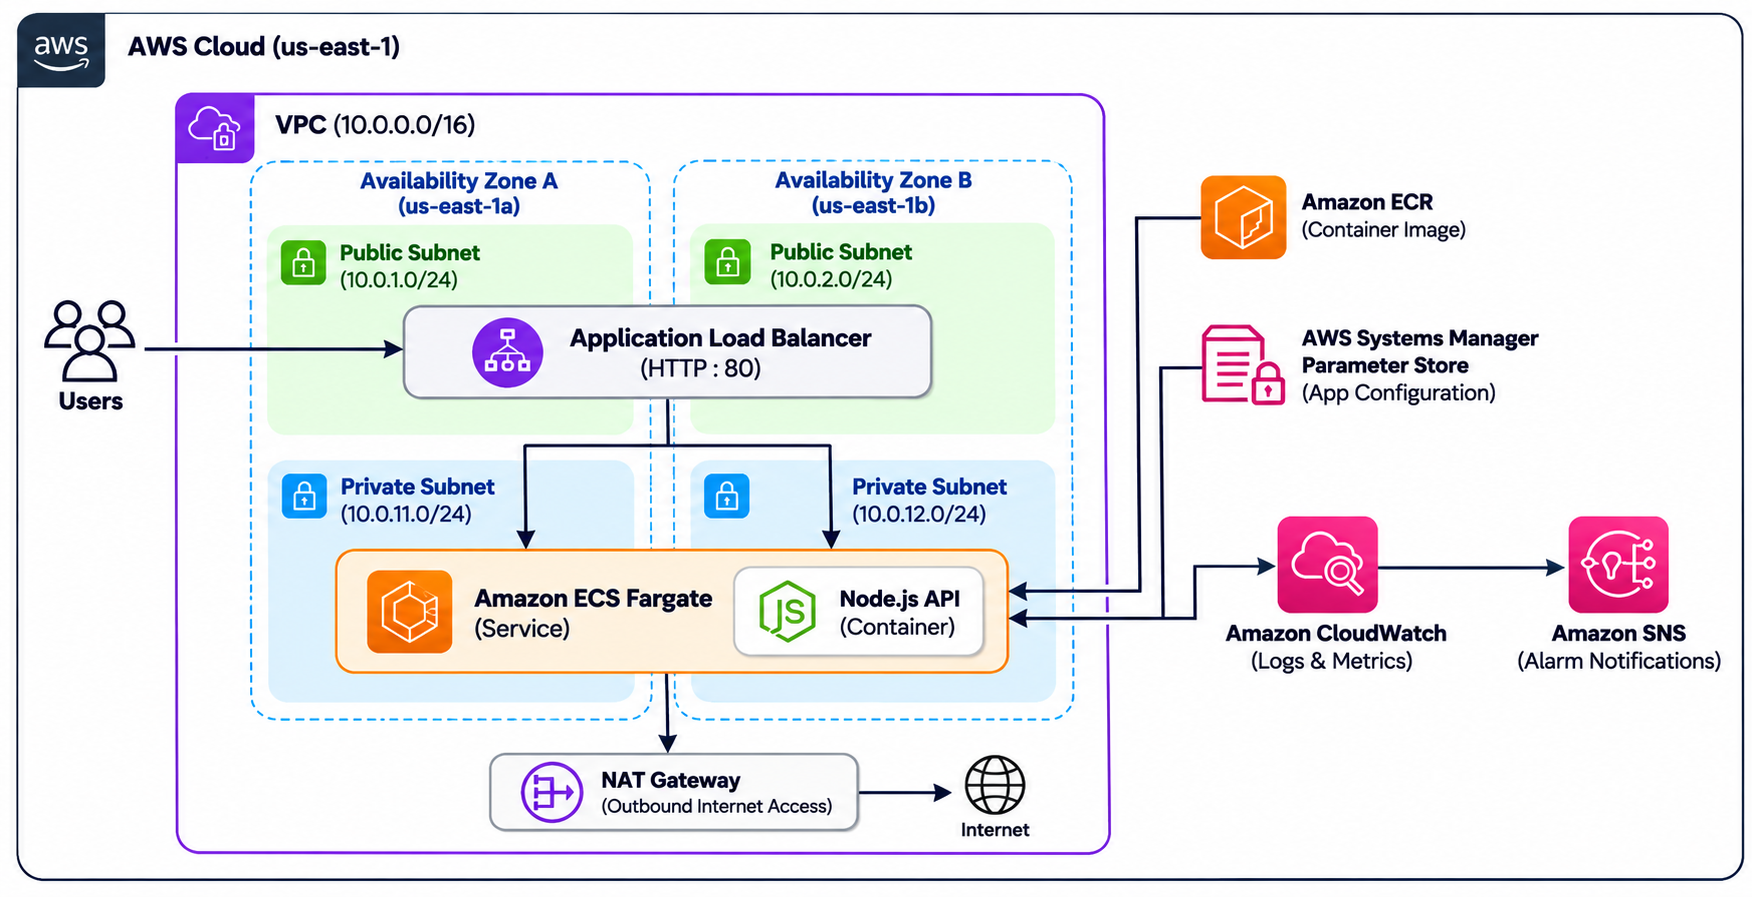 aws
AWS Cloud (us-east-1)
VPC (10.0.0.0/16)
Availability Zone A
(us-east-1a)
Availability Zone B
(us-east-1b)
Public Subnet
(10.0.1.0/24)
Public Subnet
(10.0.2.0/24)
Application Load Balancer
(HTTP : 80)
Users
Private Subnet
(10.0.11.0/24)
Private Subnet
(10.0.12.0/24)
Amazon ECS Fargate
(Service)
JS
Node.js API
(Container)
NAT Gateway
(Outbound Internet Access)
Internet
Amazon ECR
(Container Image)
AWS Systems Manager
Parameter Store
(App Configuration)
Amazon CloudWatch
(Logs & Metrics)
Amazon SNS
(Alarm Notifications)